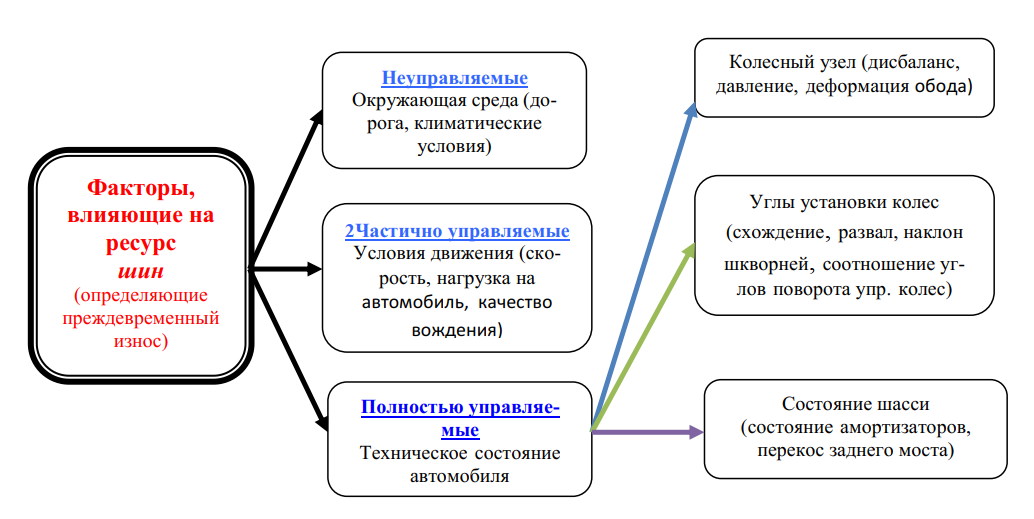 Факторы,
влияющие на
ресурс
шин
(определяющие
преждевременный
износ)
Неуправляемые
Окружающая среда (до-
рога, климатические
условия)
2Частично управляемые
Условия движения (ско-
рость, нагрузка на
автомобиль, качество
вождения)
Полностью управляе-
мые
Техническое состояние
автомобиля
Колесный узел (дисбаланс,
давление, деформация обода)
Углы установки колес
(схождение, развал, наклон
шкворней, соотношение уг-
лов поворота упр. колес)
Состояние шасси
(состояние амортизаторов,
перекос заднего моста)